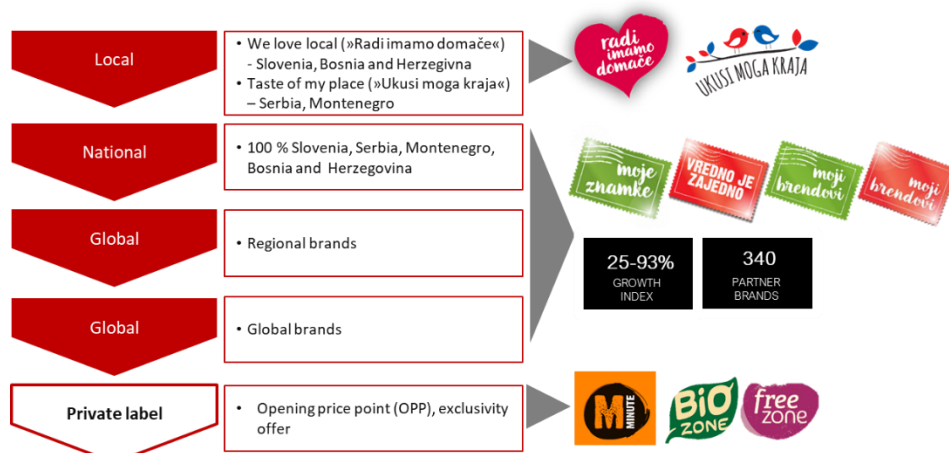 Local
• We love local (»Radi imamo domače«)
- Slovenia, Bosnia and Herzegivna
• Taste of my place (»Ukusi moga kraja«)
– Serbia, Montenegro
radi
imamo
domače
UKUSI MOGA KRAJA
National
• 100 % Slovenia, Serbia, Montenegro,
Bosnia and Herzegovina
moje
znamke
VREDNO JE
ZAJEDNO
moji
brendovi
moji
brendovi
Global
• Regional brands
25-93%
GROWTH
INDEX
340
PARTNER
BRANDS
Global
• Global brands
Private label
• Opening price point (OPP), exclusivity
offer
M
MINUTE
BiO
ZONE
free
zone